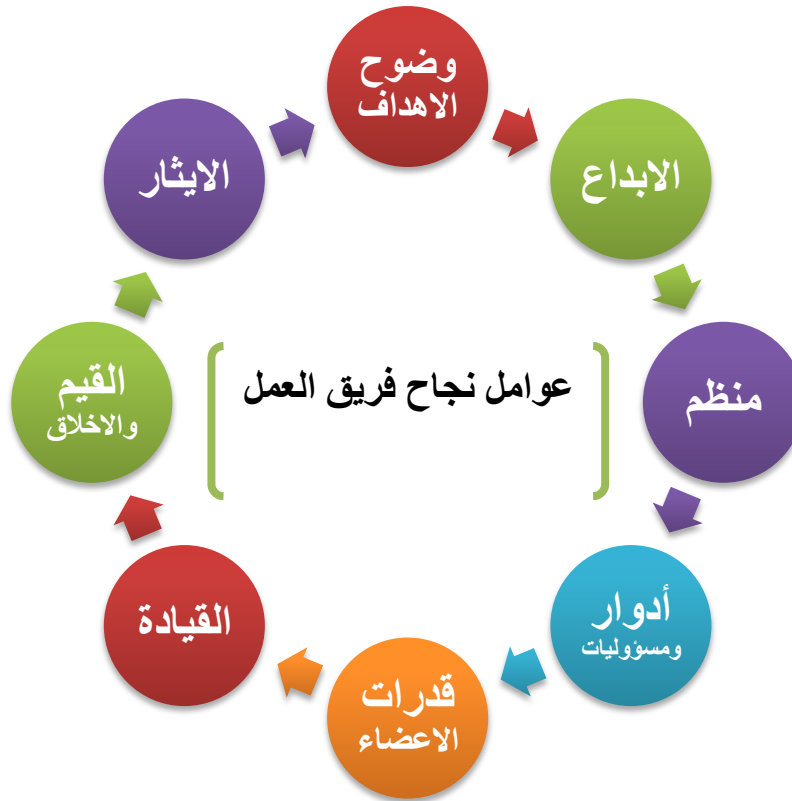 وضوح
الاهداف
الابداع
منظم
أدوار
ومسؤوليات
قدرات
الاعضاء
القيادة
القيم
والاخلاق
الايثار
عوامل نجاح فريق العمل